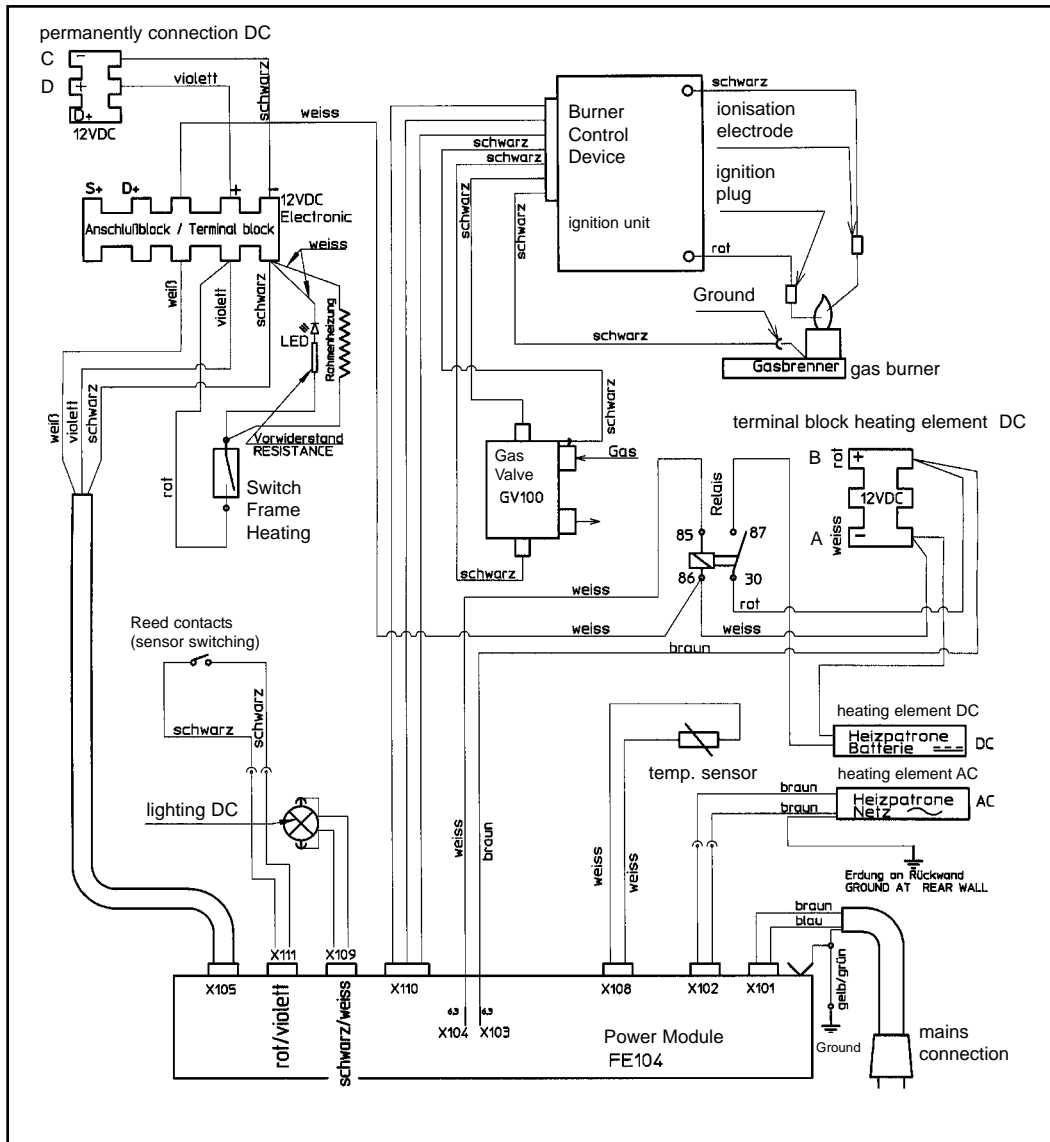 permanently connection DC
C
-
D
+
D+
12VDC
violett
schwarz
weiss
S+
D+
+
-
12VDC
Electronic
Anschlußblock / Terminal block
weiss
weiß
violett
schwarz
LED
Rahmenheizung
weiß
violett
schwarz
Vorwiderstand
RESISTANCE
rot
Switch
Frame
Heating
Burner
Control
Device
ignition unit
schwarz
schwarz
schwarz
schwarz
schwarz
ionisation
electrode
ignition
plug
rot
Ground
schwarz
Gasbrenner
gas burner
schwarz
Gas
Valve
GV100
Gas
schwarz
terminal block heating element DC
B
rot
+
12VDC
A
weiss
-
Relais
85
87
86
30
weiss
rot
weiss
weiss
braun
Reed contacts
(sensor switching)
schwarz
schwarz
lighting DC
temp. sensor
heating element DC
Heizpatrone
Batterie
DC
heating element AC
Heizpatrone
Netz
AC
braun
braun
Erdung an Rückwand
GROUND AT REAR WALL
weiss
braun
weiss
weiss
braun
blau
gelb/grün
Ground
mains
connection
X105
X111
rot/violett
X109
schwarz/weiss
X110
6.3
X104
6.3
X103
X108
X102
X101
Power Module
FE104